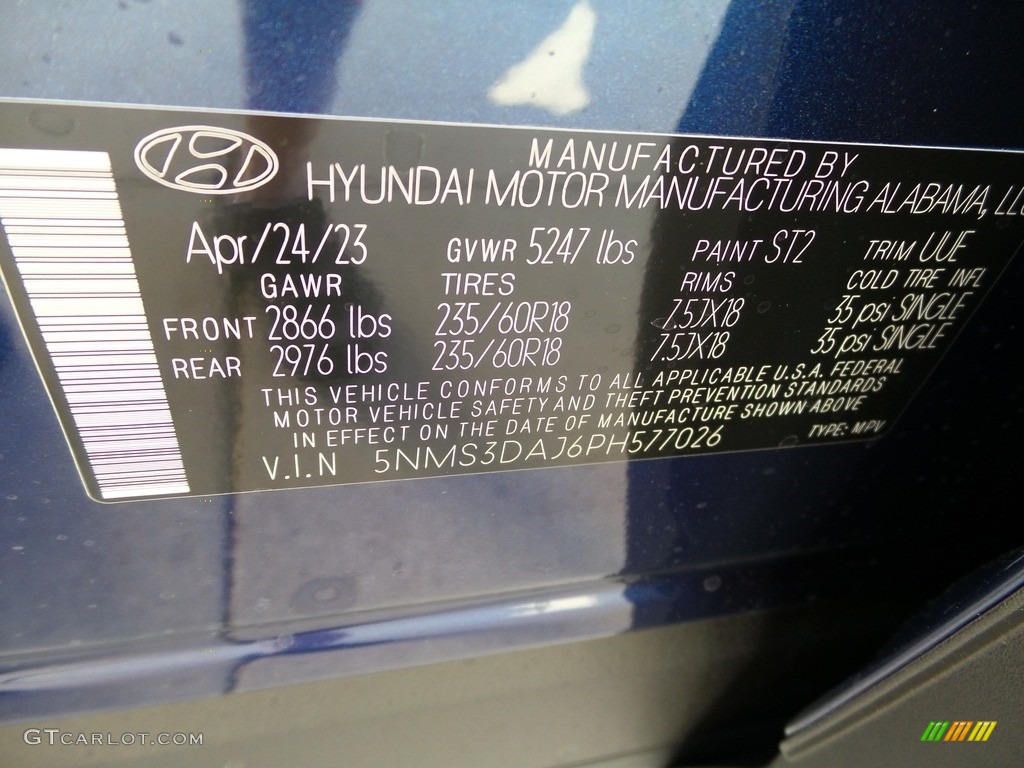 MANUFACTURED BY
HYUNDAI MOTOR MANUFACTURING ALABAMA, LLC
Apr/24/23 GVWR 5247 lbs PAINT ST2 TRIM UUE
GAWR TIRES RIMS COLD TIRE INFL
FRONT 2866 lbs 235/60R18 7.5JX18 35 psi SINGLE
REAR 2976 lbs 235/60R18 7.5JX18 35 psi SINGLE
THIS VEHICLE CONFORMS TO ALL APPLICABLE U.S.A. FEDERAL
MOTOR VEHICLE SAFETY AND THEFT PREVENTION STANDARDS
IN EFFECT ON THE DATE OF MANUFACTURE SHOWN ABOVE
V.I.N 5NMS3DAJ6PH577026 TYPE: MPV
GTCARLOT.COM